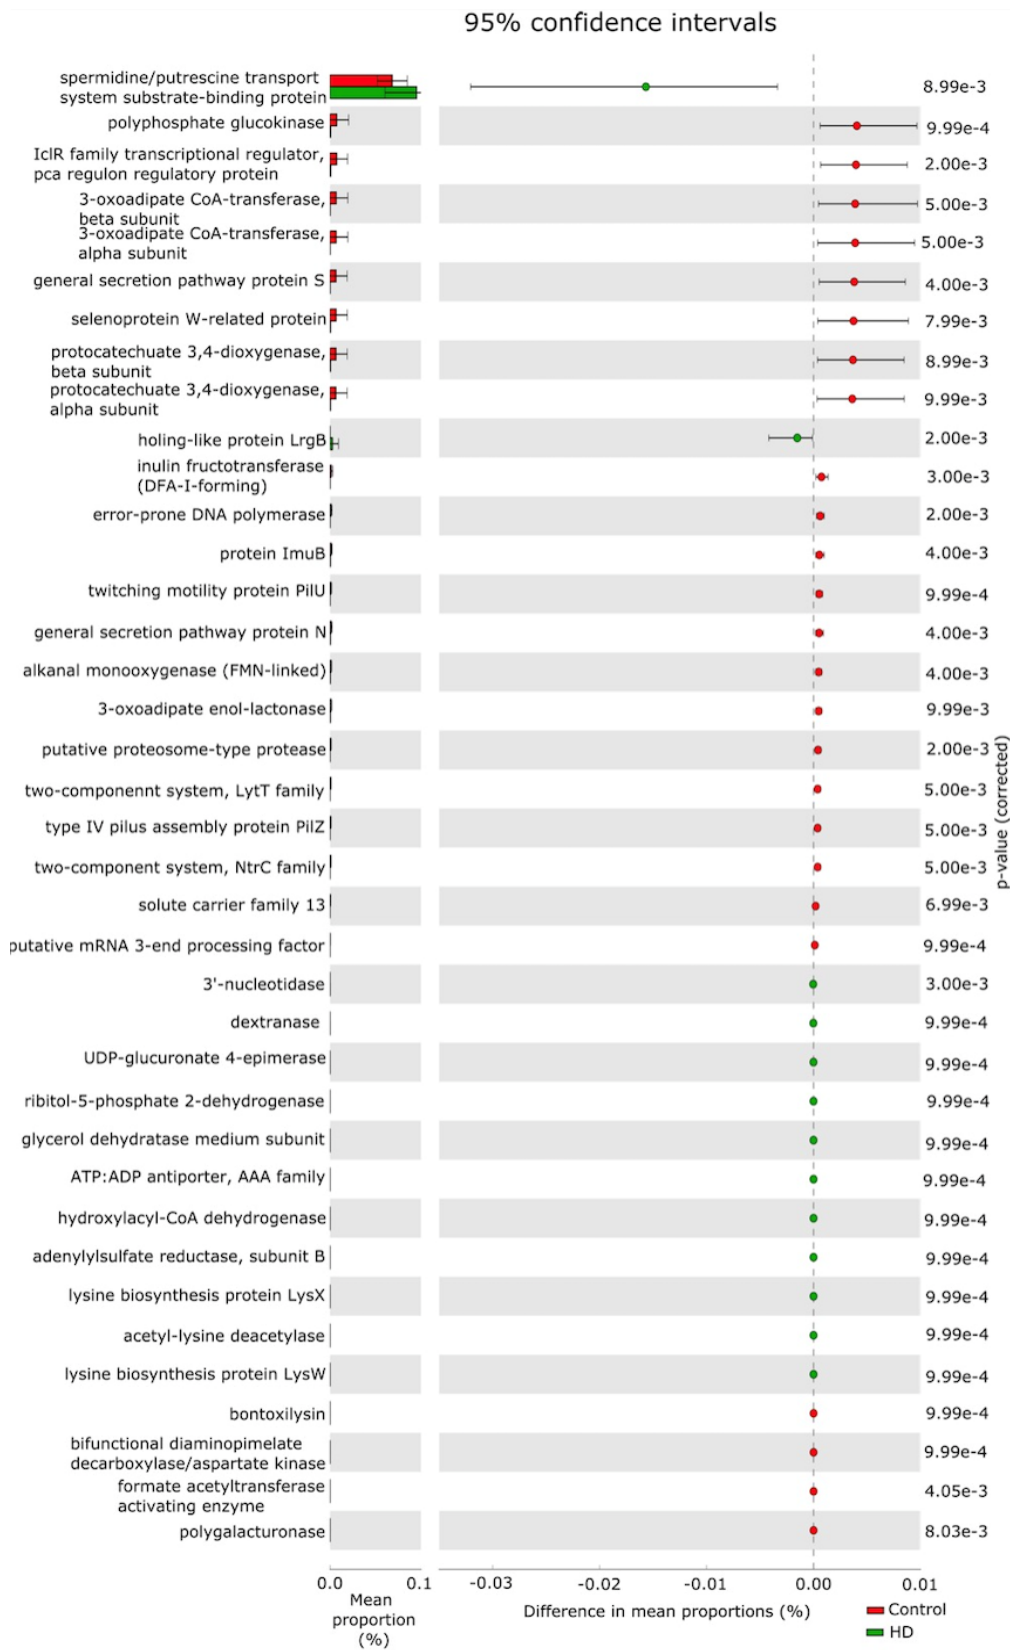 95% confidence intervals
spermidine/putrescine transport
system substrate-binding protein
8.99e-3
polyphosphate glucokinase
9.99e-4
IclR family transcriptional regulator,
pca regulon regulatory protein
2.00e-3
3-oxoadipate CoA-transferase,
beta subunit
5.00e-3
3-oxoadipate CoA-transferase,
alpha subunit
5.00e-3
general secretion pathway protein S
4.00e-3
selenoprotein W-related protein
7.99e-3
protocatechuate 3,4-dioxygenase,
beta subunit
8.99e-3
protocatechuate 3,4-dioxygenase,
alpha subunit
9.99e-3
holing-like protein LrgB
2.00e-3
inulin fructotransferase
(DFA-I-forming)
3.00e-3
error-prone DNA polymerase
2.00e-3
protein ImuB
4.00e-3
twitching motility protein PilU
9.99e-4
general secretion pathway protein N
4.00e-3
alkanal monooxygenase (FMN-linked)
4.00e-3
3-oxoadipate enol-lactonase
9.99e-3
putative proteosome-type protease
2.00e-3
two-componennt system, LytT family
5.00e-3
type IV pilus assembly protein PilZ
5.00e-3
two-component system, NtrC family
5.00e-3
solute carrier family 13
6.99e-3
putative mRNA 3-end processing factor
9.99e-4
3'-nucleotidase
3.00e-3
dextranase
9.99e-4
UDP-glucuronate 4-epimerase
9.99e-4
ribitol-5-phosphate 2-dehydrogenase
9.99e-4
glycerol dehydratase medium subunit
9.99e-4
ATP:ADP antiporter, AAA family
9.99e-4
hydroxylacyl-CoA dehydrogenase
9.99e-4
adenylylsulfate reductase, subunit B
9.99e-4
lysine biosynthesis protein LysX
9.99e-4
acetyl-lysine deacetylase
9.99e-4
lysine biosynthesis protein LysW
9.99e-4
bontoxilysin
9.99e-4
bifunctional diaminopimelate
decarboxylase/aspartate kinase
9.99e-4
formate acetyltransferase
activating enzyme
4.05e-3
polygalacturonase
8.03e-3
p-value (corrected)
0.0 0.1
Mean
proportion
(%)
-0.03 -0.02 -0.01 0.00 0.01
Difference in mean proportions (%)
Control
HD